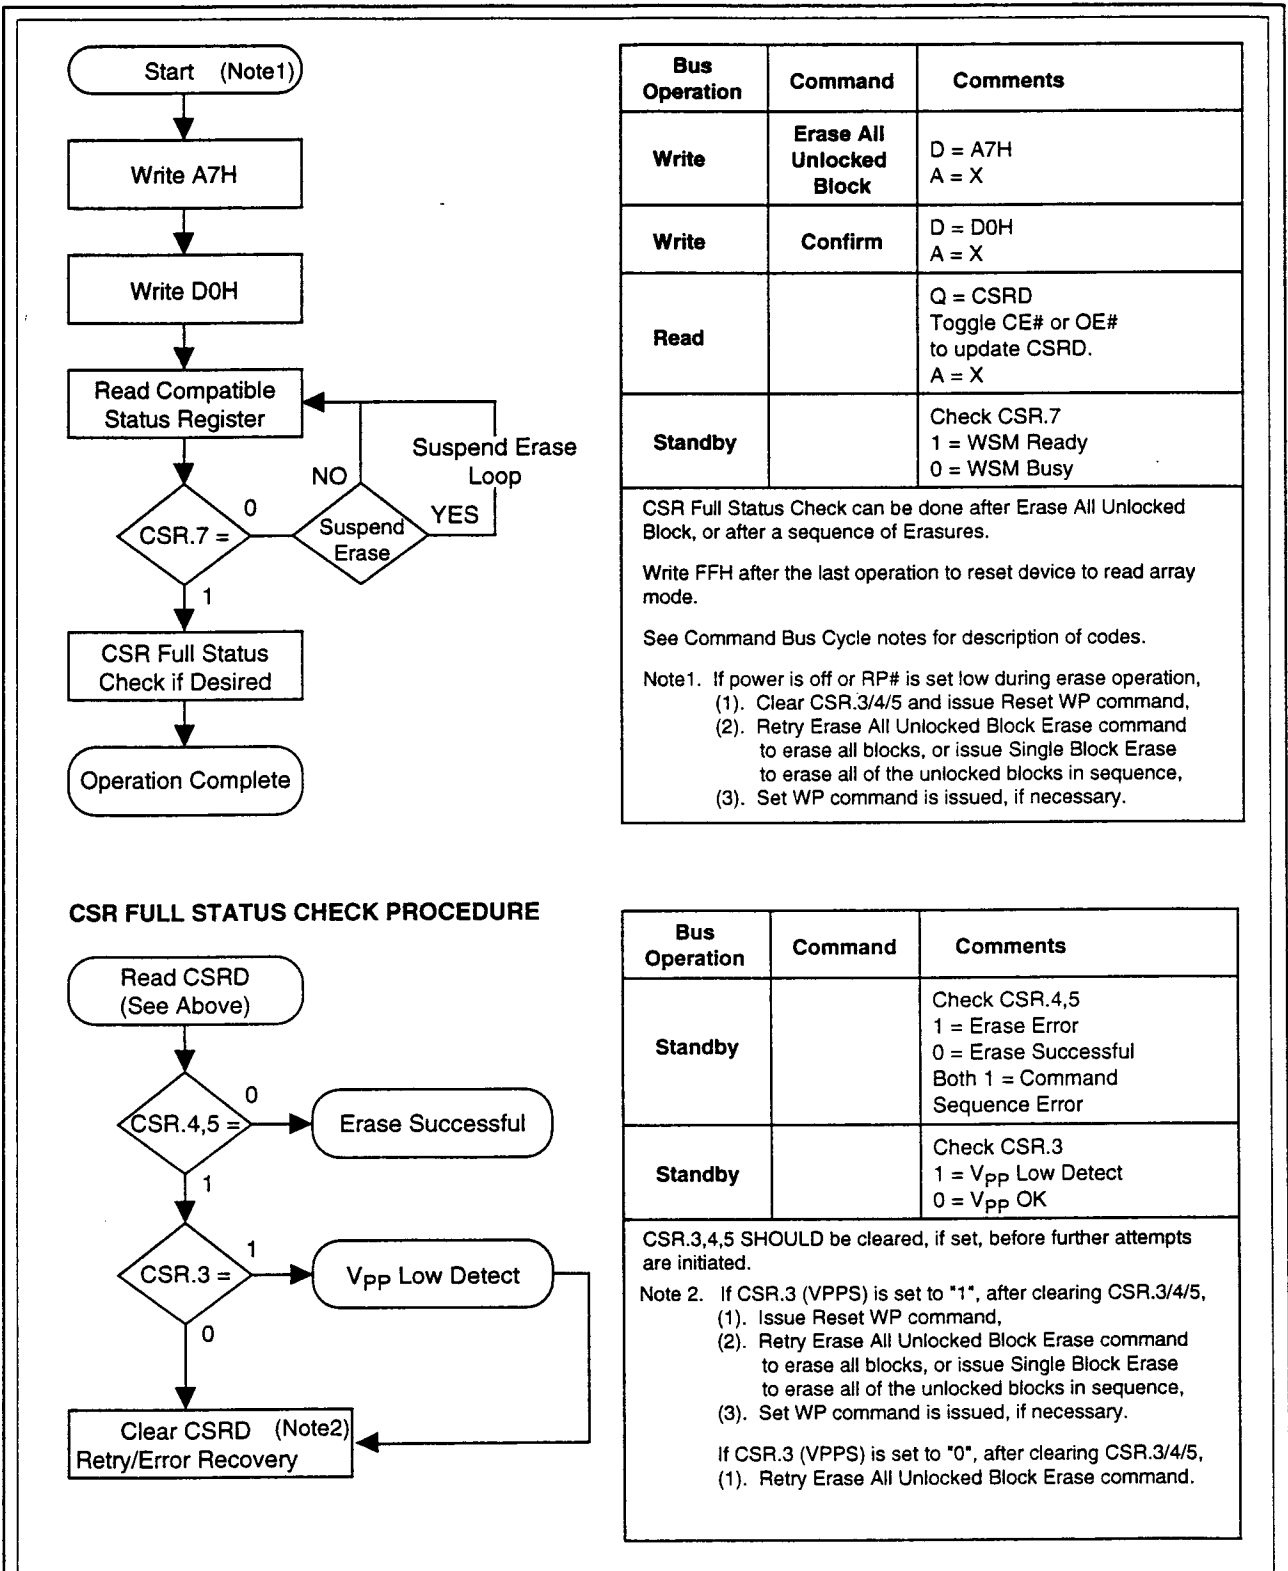 Start (Note1)
Write A7H
Write D0H
Read Compatible
Status Register
Suspend Erase
Loop
NO
YES
0
CSR.7 =
Suspend
Erase
1
CSR Full Status
Check if Desired
Operation Complete
Bus
Operation
Command
Comments
Write
Erase All
Unlocked
Block
D = A7H
A = X
Write
Confirm
D = D0H
A = X
Read
Q = CSRD
Toggle CE# or OE#
to update CSRD.
A = X
Standby
Check CSR.7
1 = WSM Ready
0 = WSM Busy
CSR Full Status Check can be done after Erase All Unlocked
Block, or after a sequence of Erasures.
Write FFH after the last operation to reset device to read array
mode.
See Command Bus Cycle notes for description of codes.
Note1. If power is off or RP# is set low during erase operation,
(1). Clear CSR.3/4/5 and issue Reset WP command,
(2). Retry Erase All Unlocked Block Erase command
to erase all blocks, or issue Single Block Erase
to erase all of the unlocked blocks in sequence,
(3). Set WP command is issued, if necessary.
CSR FULL STATUS CHECK PROCEDURE
Read CSRD
(See Above)
0
CSR.4,5 =
Erase Successful
1
1
CSR.3 =
VPP Low Detect
0
Clear CSRD (Note2)
Retry/Error Recovery
Bus
Operation
Command
Comments
Standby
Check CSR.4,5
1 = Erase Error
0 = Erase Successful
Both 1 = Command
Sequence Error
Standby
Check CSR.3
1 = VPP Low Detect
0 = VPP OK
CSR.3,4,5 SHOULD be cleared, if set, before further attempts
are initiated.
Note 2. If CSR.3 (VPPS) is set to "1", after clearing CSR.3/4/5,
(1). Issue Reset WP command,
(2). Retry Erase All Unlocked Block Erase command
to erase all blocks, or issue Single Block Erase
to erase all of the unlocked blocks in sequence,
(3). Set WP command is issued, if necessary.
If CSR.3 (VPPS) is set to "0", after clearing CSR.3/4/5,
(1). Retry Erase All Unlocked Block Erase command.